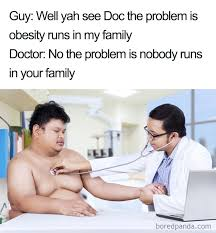 Guy: Well yah see Doc the problem is
obesity runs in my family
Doctor: No the problem is nobody runs
in your family
boredpanda.com